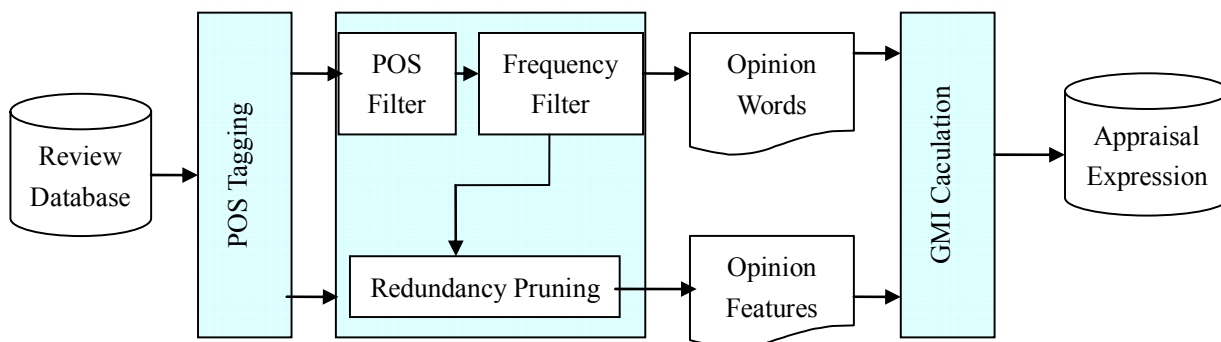 Review
Database
POS Tagging
POS
Filter
Frequency
Filter
Redundancy Pruning
Opinion
Words
Opinion
Features
GMI Caculation
Appraisal
Expression